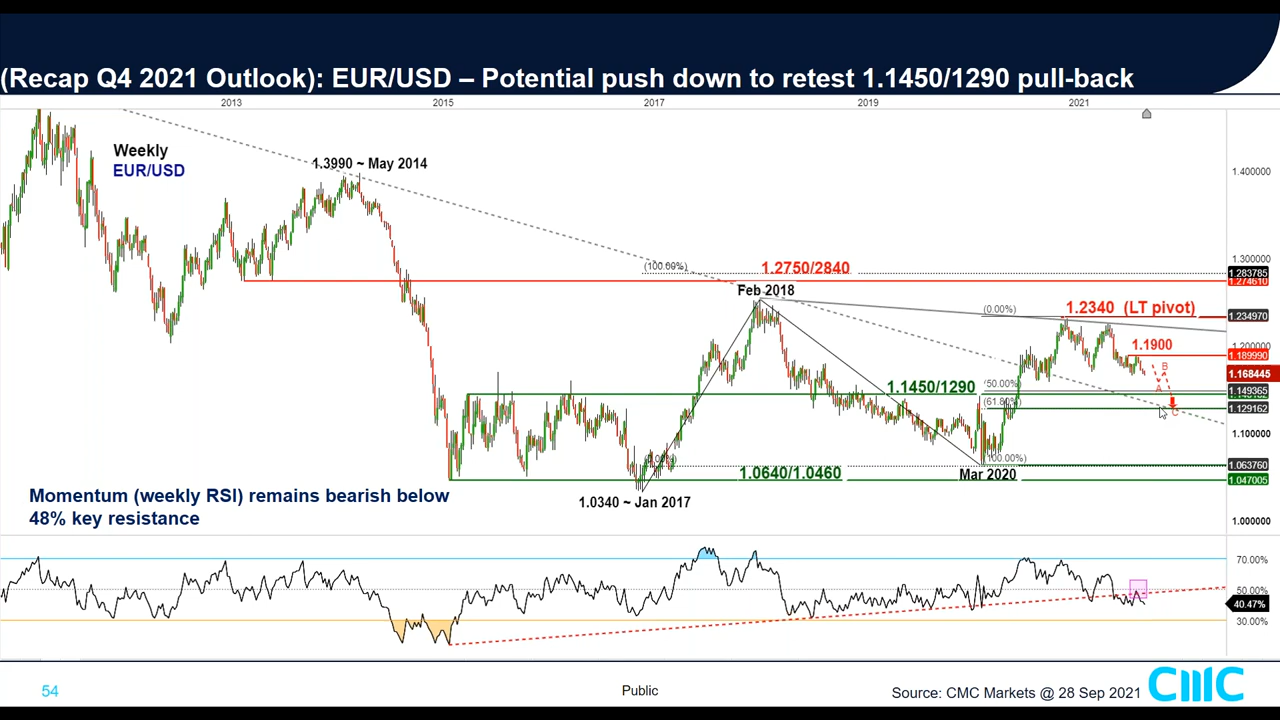 (Recap Q4 2021 Outlook): EUR/USD – Potential push down to retest 1.1450/1290 pull-back
2013
2015
2017
2019
2021
Weekly
EUR/USD
1.3990 ~ May 2014
1.400000
1.300000
(100.00%)
1.2750/2840
1.283785
1.274610
Feb 2018
(0.00%)
1.2340 (LT pivot)
1.234970
1.200000
1.1900
1.189990
1.168445
B
A
C
1.1450/1290
(50.00%)
1.149365
(61.8
1.129162
1.100000
(100.00%)
1.063760
1.0640/1.0460
Mar 2020
1.047005
1.0340 ~ Jan 2017
1.000000
Momentum (weekly RSI) remains bearish below
48% key resistance
70.00%
50.00%
40.47%
30.00%
54
Public
Source: CMC Markets @ 28 Sep 2021
CMC